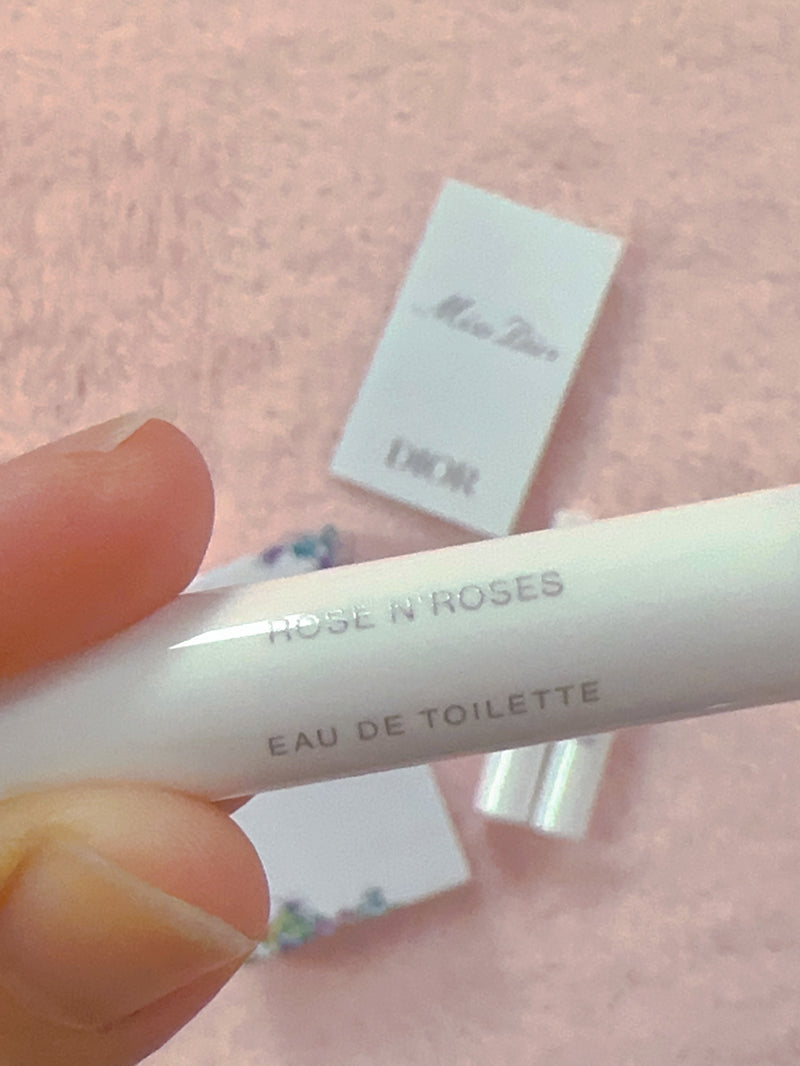 Miss Dior
DIOR
ROSE N'ROSES
EAU DE TOILETTE